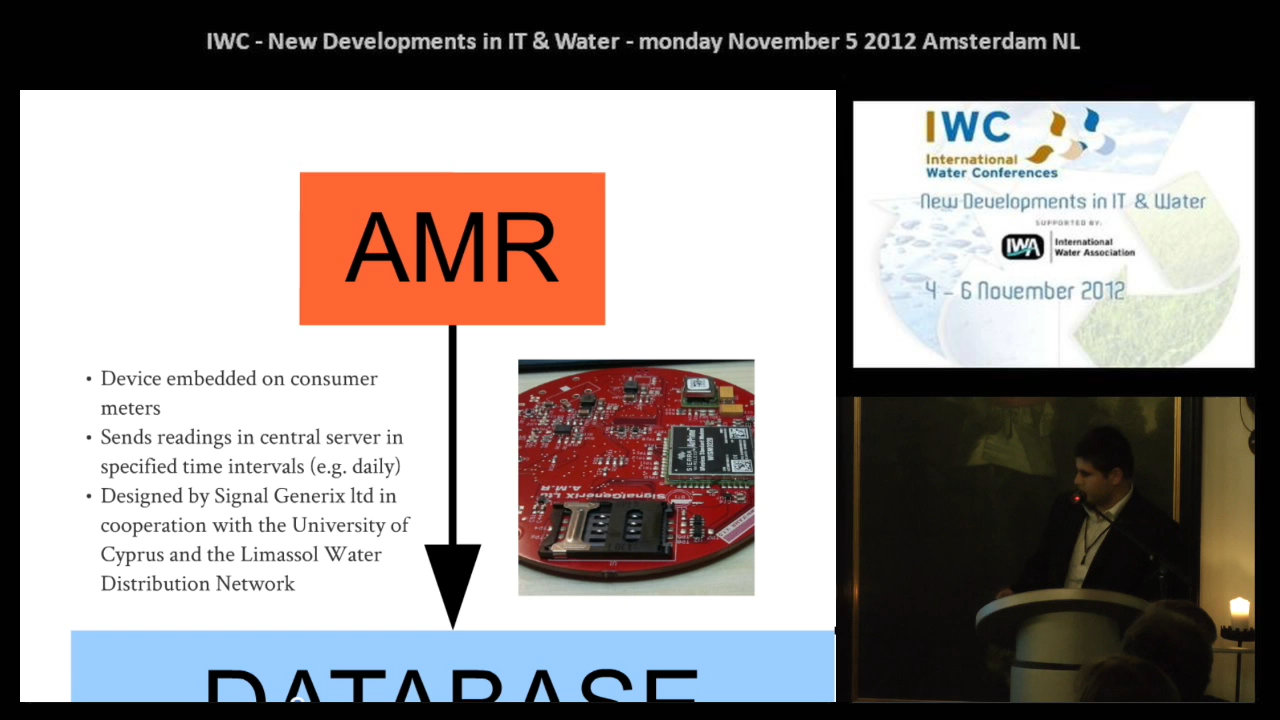 IWC - New Developments in IT & Water - monday November 5 2012 Amsterdam NL
AMR
• Device embedded on consumer
meters
• Sends readings in central server in
specified time intervals (e.g. daily)
• Designed by Signal Generix ltd in
cooperation with the University of
Cyprus and the Limassol Water
Distribution Network
SignalGeneriX Ltd
A.M.R
DATABASE
IWC
International
Water Conferences
New Developments in IT & Water
SUPPORTED BY:
IWA International
Water Association
4 – 6 November 2012